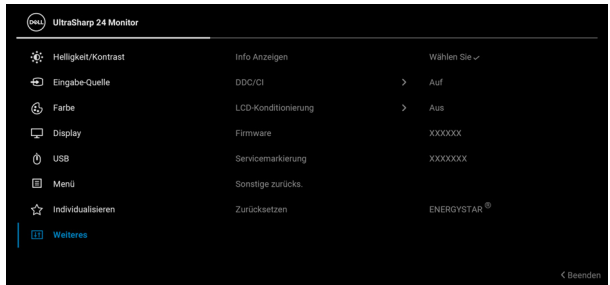 DELL
UltraSharp 24 Monitor
Helligkeit/Kontrast Info Anzeigen Wählen Sie ✓
Eingabe-Quelle DDC/CI > Auf
Farbe LCD-Konditionierung > Aus
Display Firmware XXXXXX
USB Servicemarkierung XXXXXXX
Menü Sonstige zurücks.
Individualisieren Zurücksetzen ENERGYSTAR ®
Weiteres
< Beenden